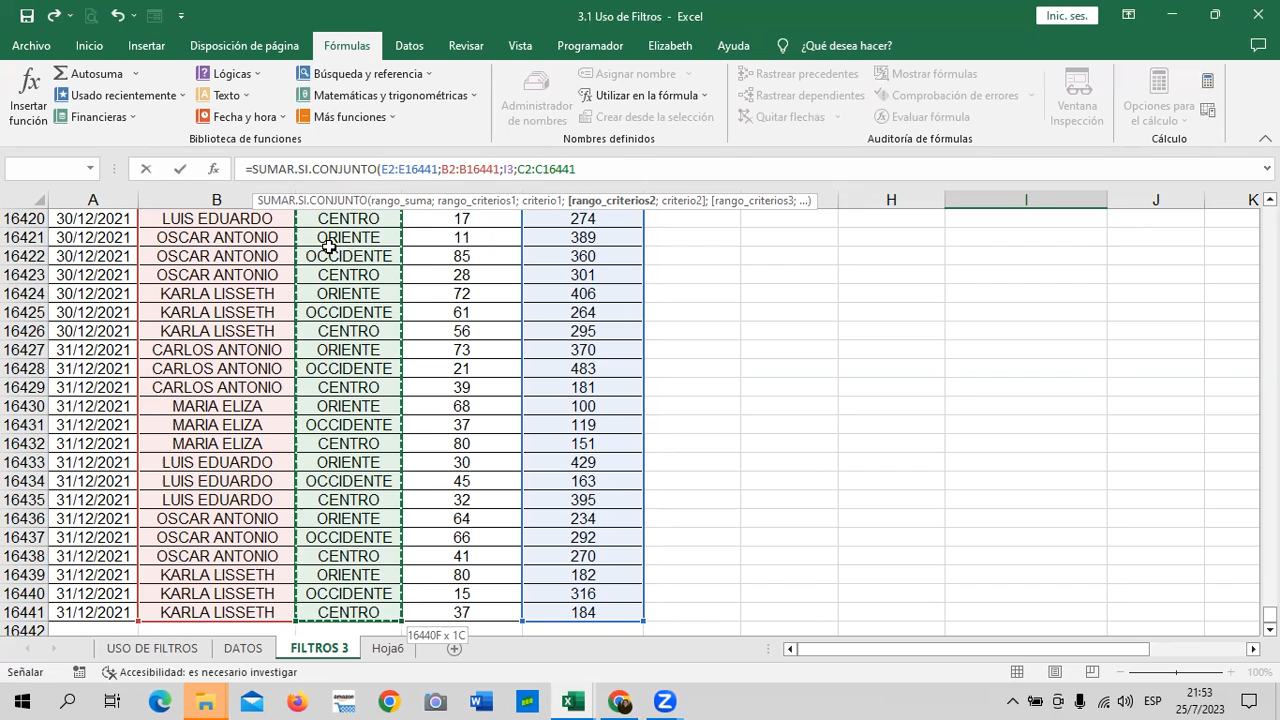 3.1 Uso de Filtros - Excel
Inic. ses.
Archivo Inicio Insertar Disposición de página Fórmulas Datos Revisar Vista Programador Elizabeth Ayuda ¿Qué desea hacer?
Insertar función
Autosuma
Usado recientemente
Financieras
Lógicas
Texto
Fecha y hora
Búsqueda y referencia
Matemáticas y trigonométricas
Más funciones
Biblioteca de funciones
Administrador de nombres
Asignar nombre
Utilizar en la fórmula
Crear desde la selección
Nombres definidos
Rastrear precedentes
Rastrear dependientes
Quitar flechas
Mostrar fórmulas
Comprobación de errores
Evaluar fórmula
Auditoría de fórmulas
Ventana Inspección
Opciones para el cálculo
Cálculo
=SUMAR.SI.CONJUNTO(E2:E16441;B2:B16441;I3;C2:C16441
SUMAR.SI.CONJUNTO(rango_suma; rango_criterios1; criterio1; [rango_criterios2; criterio2]; [rango_criterios3; ...)
A B H I J K
16420 30/12/2021 LUIS EDUARDO CENTRO 17 274
16421 30/12/2021 OSCAR ANTONIO ORIENTE 11 389
16422 30/12/2021 OSCAR ANTONIO OCCIDENTE 85 360
16423 30/12/2021 OSCAR ANTONIO CENTRO 28 301
16424 30/12/2021 KARLA LISSETH ORIENTE 72 406
16425 30/12/2021 KARLA LISSETH OCCIDENTE 61 264
16426 30/12/2021 KARLA LISSETH CENTRO 56 295
16427 31/12/2021 CARLOS ANTONIO ORIENTE 73 370
16428 31/12/2021 CARLOS ANTONIO OCCIDENTE 21 483
16429 31/12/2021 CARLOS ANTONIO CENTRO 39 181
16430 31/12/2021 MARIA ELIZA ORIENTE 68 100
16431 31/12/2021 MARIA ELIZA OCCIDENTE 37 119
16432 31/12/2021 MARIA ELIZA CENTRO 80 151
16433 31/12/2021 LUIS EDUARDO ORIENTE 30 429
16434 31/12/2021 LUIS EDUARDO OCCIDENTE 45 163
16435 31/12/2021 LUIS EDUARDO CENTRO 32 395
16436 31/12/2021 OSCAR ANTONIO ORIENTE 64 234
16437 31/12/2021 OSCAR ANTONIO OCCIDENTE 66 292
16438 31/12/2021 OSCAR ANTONIO CENTRO 41 270
16439 31/12/2021 KARLA LISSETH ORIENTE 80 182
16440 31/12/2021 KARLA LISSETH OCCIDENTE 15 316
16441 31/12/2021 KARLA LISSETH CENTRO 37 184
16442
16440F x 1C
USO DE FILTROS DATOS FILTROS 3 Hoja6
Señalar Accesibilidad: es necesario investigar 100%
ESP
21:53
25/7/2023